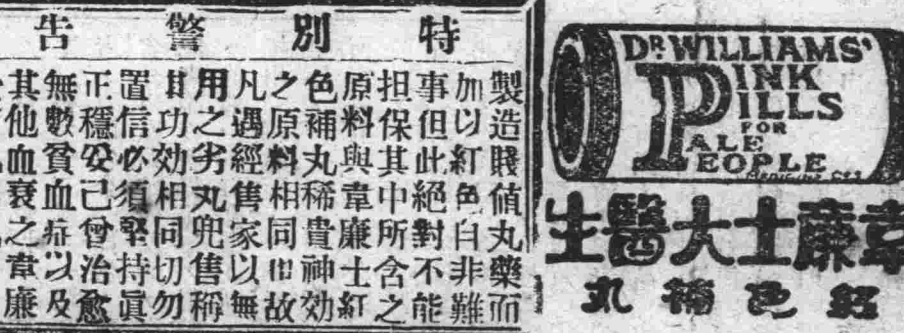 特別警告
製造賤値丸藥而
加以紅色自非難
事但此絕對不能
担保其中所含之
原料與韋廉士紅
色補丸稀貴神効
之原料相同也故
凡遇經售家以無
用之劣丸兜售稱
其功効相同切勿
置信必須堅持眞
正穩妥已曾治愈
無數貧血症以及
其他血衰之韋廉
DR. WILLIAMS'
PINK
PILLS
FOR
PALE
PEOPLE
韋廉士大醫生
紅色補丸